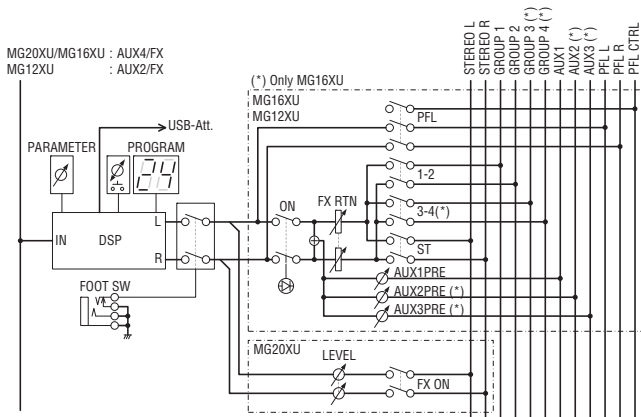 MG20XU/MG16XU : AUX4/FX
MG12XU : AUX2/FX
STEREO L
STEREO R
GROUP 1
GROUP 2
GROUP 3 (*)
GROUP 4 (*)
AUX1
AUX2 (*)
AUX3 (*)
PFL L
PFL R
PFL CTRL
(*) Only MG16XU
MG16XU
MG12XU
PFL
USB-Att.
PARAMETER
PROGRAM
24
1-2
ON
FX RTN
3-4(*)
L
IN
DSP
R
ST
FOOT SW
AUX1PRE
AUX2PRE (*)
AUX3PRE (*)
MG20XU
LEVEL
FX ON